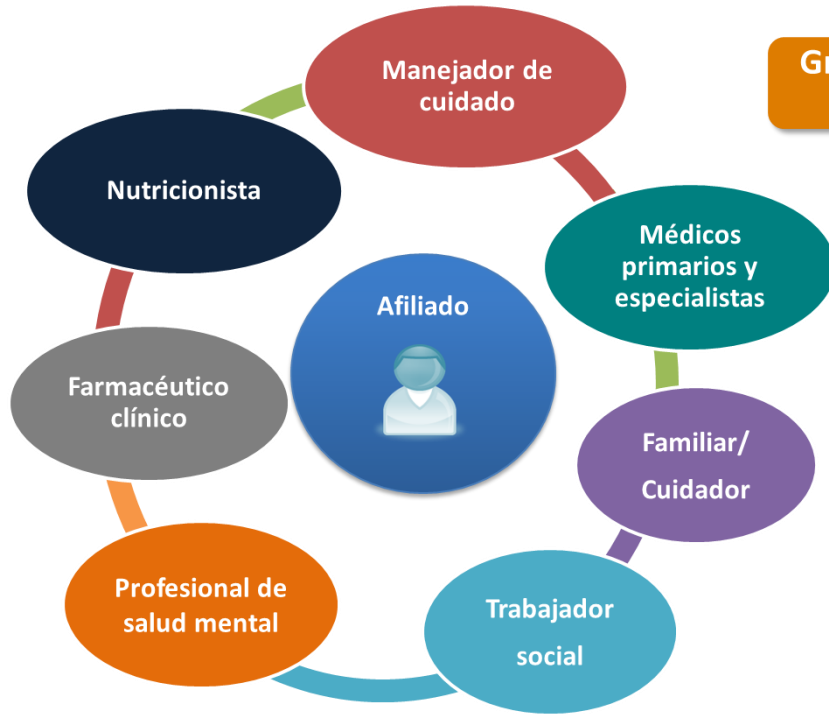 Manejador de
cuidado
Nutricionista
Médicos
primarios y
especialistas
Afiliado
Farmacéutico
clínico
Familiar/
Cuidador
Profesional de
salud mental
Trabajador
social